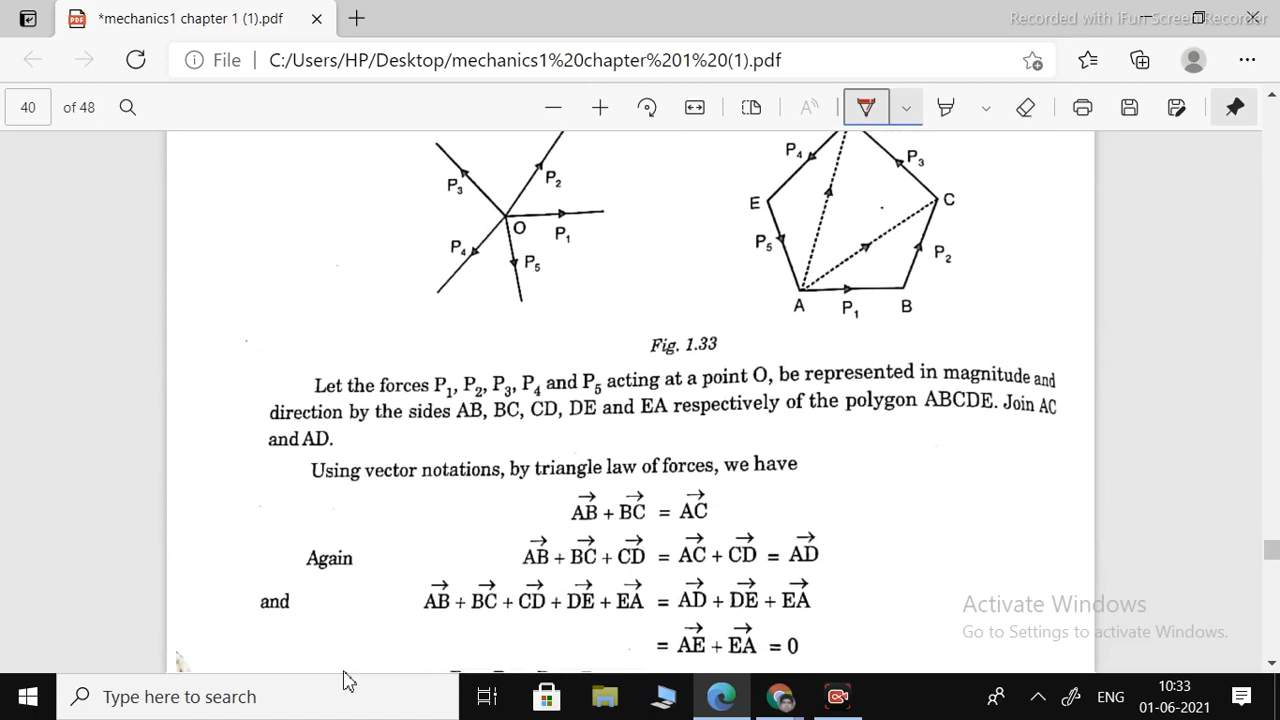 *mechanics1 chapter 1 (1).pdf
Recorded with iFun Screen Recorder
File C:/Users/HP/Desktop/mechanics1%20chapter%201%20(1).pdf
40 of 48
P4 P3
P3 P2
E C
O P1
P4 P5
P5 P2
A P1 B
Fig. 1.33
Let the forces P1, P2, P3, P4 and P5 acting at a point O, be represented in magnitude and
direction by the sides AB, BC, CD, DE and EA respectively of the polygon ABCDE. Join AC
and AD.
Using vector notations, by triangle law of forces, we have
→AB + →BC = →AC
Again →AB + →BC + →CD = →AC + →CD = →AD
and →AB + →BC + →CD + →DE + →EA = →AD + →DE + →EA
= →AE + →EA = 0
Activate Windows
Go to Settings to activate Windows.
Type here to search
ENG
10:33
01-06-2021